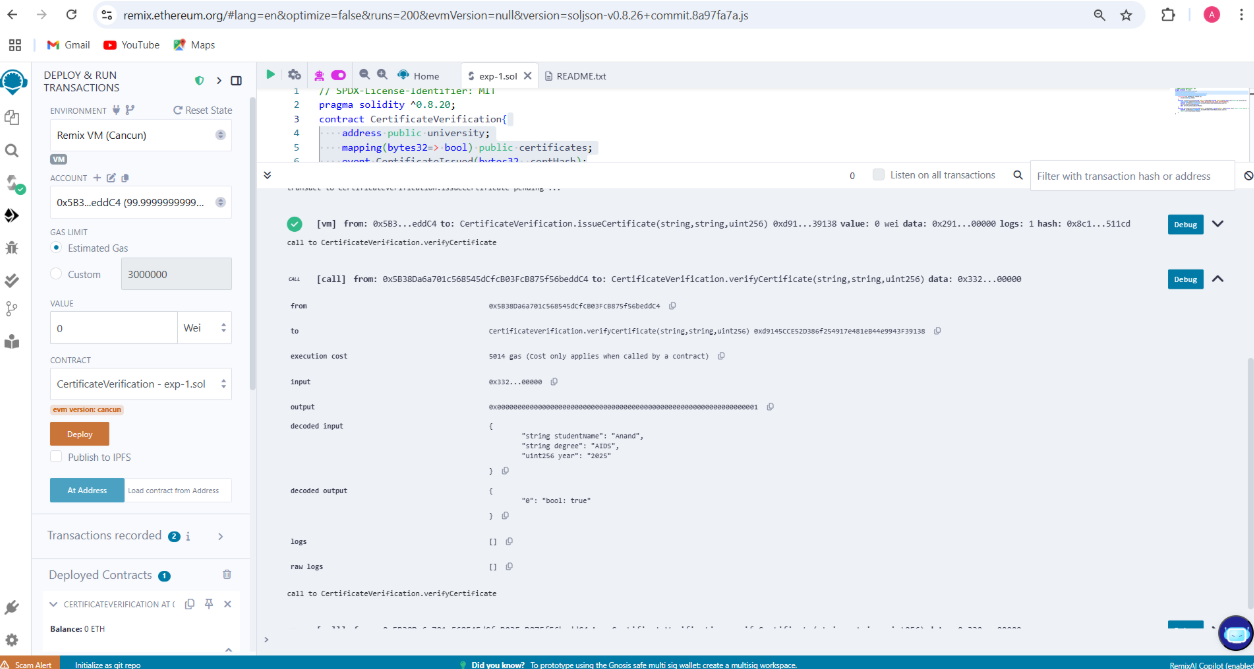 remix.ethereum.org/#lang=en&optimize=false&runs=200&evmVersion=null&version=soljson-v0.8.26+commit.8a97fa7a.js
A
Gmail
YouTube
Maps
DEPLOY & RUN
TRANSACTIONS
ENVIRONMENT
Reset State
Remix VM (Cancun)
VM
ACCOUNT
0x5B3...eddC4 (99.9999999999...
GAS LIMIT
Estimated Gas
Custom
3000000
VALUE
0
Wei
CONTRACT
CertificateVerification - exp-1.sol
evm version: cancun
Deploy
Publish to IPFS
At Address
Load contract from Address
Transactions recorded 2 i
Deployed Contracts 1
CERTIFICATEVERIFICATION AT
Balance: 0 ETH
Home
exp-1.sol
README.txt
1 // SPDX-License-Identifier: MIT
2 pragma solidity ^0.8.20;
3 contract CertificateVerification{
4 address public university;
5 mapping(bytes32=> bool) public certificates;
6 event CertificateIssued(bytes32 certHash);
0
Listen on all transactions
Filter with transaction hash or address
transact to CertificateVerification.issueCertificate pending ...
[vm] from: 0x5B3...eddC4 to: CertificateVerification.issueCertificate(string,string,uint256) 0xd91...39138 value: 0 wei data: 0x291...00000 logs: 1 hash: 0x8c1...511cd
Debug
call to CertificateVerification.verifyCertificate
CALL [call] from: 0x5B38Da6a701c568545dCfcB03FcB875f56beddC4 to: CertificateVerification.verifyCertificate(string,string,uint256) data: 0x332...00000
Debug
from 0x5B38Da6a701c568545dCfcB03FcB875f56beddC4
to CertificateVerification.verifyCertificate(string,string,uint256) 0xd9145CCE52D386f254917e481eB44e9943F39138
execution cost 5014 gas (Cost only applies when called by a contract)
input 0x332...00000
output 0x0000000000000000000000000000000000000000000000000000000000000001
decoded input {
"string studentName": "Anand",
"string degree": "AIDS",
"uint256 year": "2025"
}
decoded output {
"0": "bool: true"
}
logs []
raw logs []
call to CertificateVerification.verifyCertificate
>
Scam Alert
Initialize as git repo
Did you know? To prototype using the Gnosis safe multi sig wallet: create a multisig workspace.
RemixAI Copilot (enabled